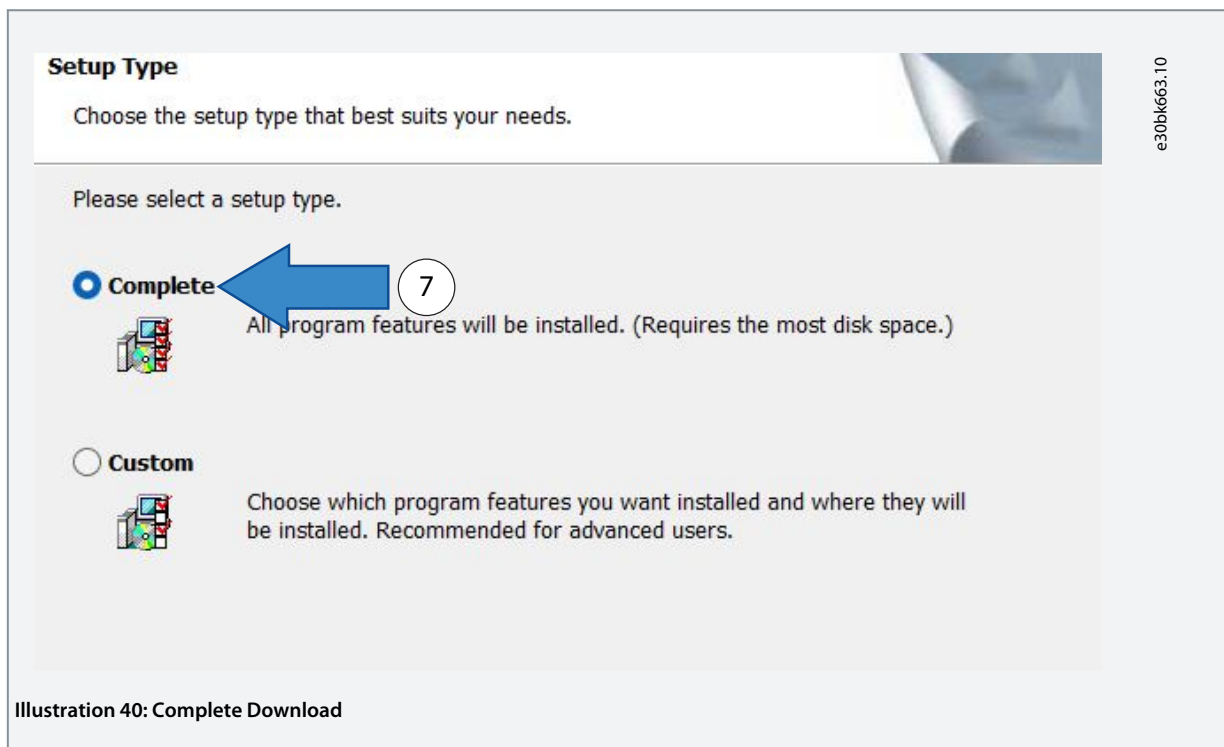 Setup Type
Choose the setup type that best suits your needs.
e30bk663.10
Please select a setup type.
Complete
7
All program features will be installed. (Requires the most disk space.)
Custom
Choose which program features you want installed and where they will
be installed. Recommended for advanced users.
Illustration 40: Complete Download